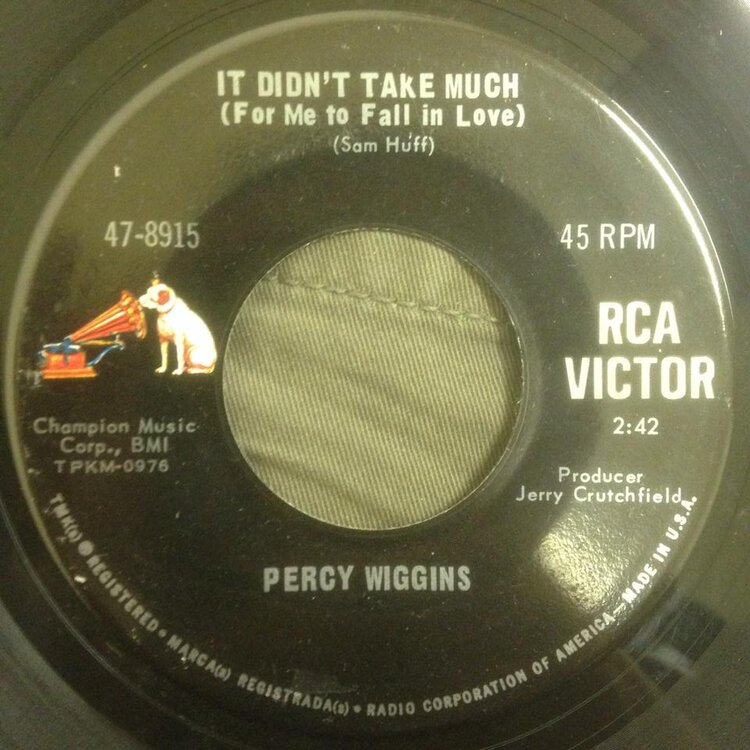 IT DIDN'T TAKE MUCH
(For Me to Fall in Love)
(Sam Huff)
47-8915
45 RPM
RCA
VICTOR
2:42
Champion Music
Corp., BMI
TPKM-0976
Producer
Jerry Crutchfield
PERCY WIGGINS
TMK(s) ® REGISTERED • MARCA(s) REGISTRADA(s) • RADIO CORPORATION OF AMERICA—MADE IN U.S.A.